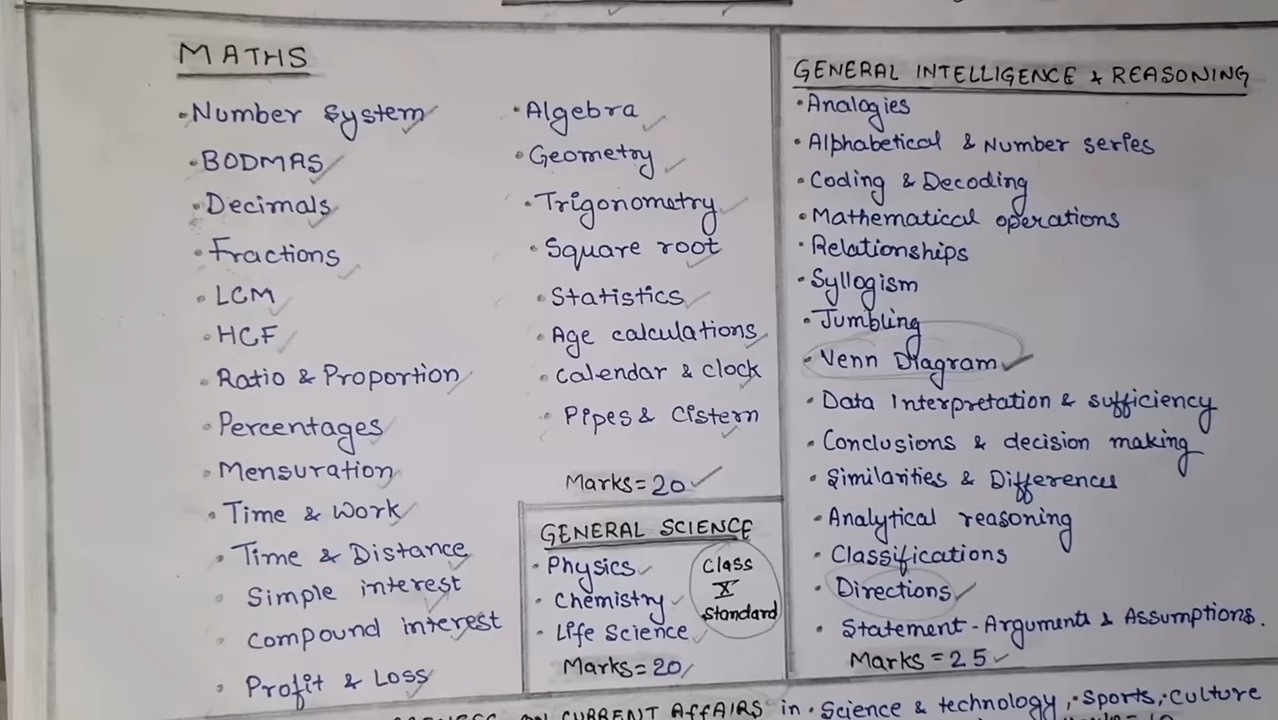 MATHS
• Number System
• BODMAS
• Decimals
• Fractions
• LCM
• HCF
• Ratio & Proportion
• Percentages
• Mensuration
• Time & Work
• Time & Distance
• Simple interest
• Compound interest
• Profit & Loss
• Algebra
• Geometry
• Trigonometry
• Square root
• Statistics
• Age calculations
• Calendar & clock
• Pipes & Cistern
Marks = 20
GENERAL SCIENCE
• Physics
• Chemistry
• Life Science
Class
X
Standard
Marks = 20
GENERAL INTELLIGENCE & REASONING
• Analogies
• Alphabetical & Number series
• Coding & Decoding
• Mathematical operations
• Relationships
• Syllogism
• Jumbling
• Venn Diagram
• Data Interpretation & sufficiency
• Conclusions & decision making
• Similarities & Differences
• Analytical reasoning
• Classifications
• Directions
• Statement - Arguments & Assumptions.
Marks = 25
ON CURRENT AFFAIRS in • Science & technology, • Sports, • Culture